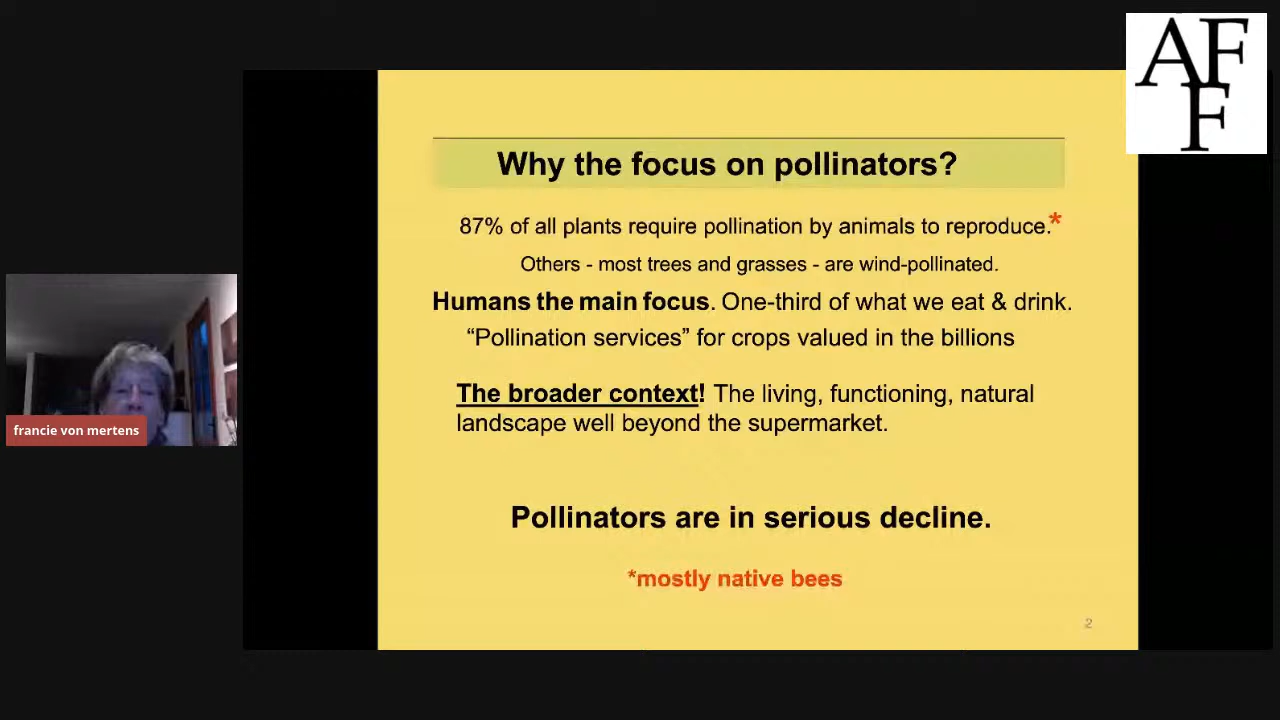 AF
F
Why the focus on pollinators?
87% of all plants require pollination by animals to reproduce.*
Others - most trees and grasses - are wind-pollinated.
Humans the main focus. One-third of what we eat & drink.
“Pollination services” for crops valued in the billions
The broader context! The living, functioning, natural
landscape well beyond the supermarket.
francie von mertens
Pollinators are in serious decline.
*mostly native bees
2